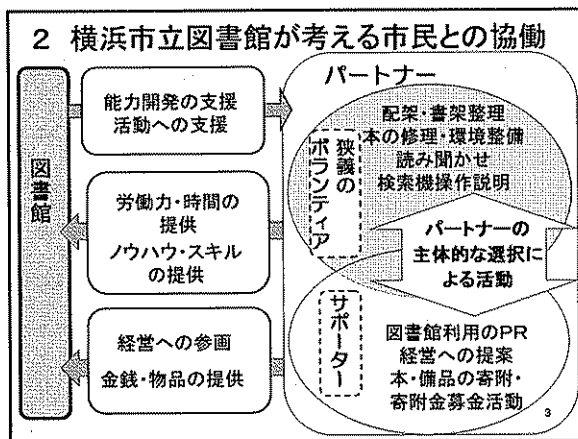 2 横浜市立図書館が考える市民との協働
図書館
能力開発の支援
活動への支援
労働力・時間の
提供
ノウハウ・スキル
の提供
経営への参画
金銭・物品の提供
パートナー
狭義の
ボランティア
配架・書架整理
本の修理・環境整備
読み聞かせ
検索機操作説明
パートナーの
主体的な選択に
よる活動
サポーター
図書館利用のPR
経営への提案
本・備品の寄附・
寄附金募金活動
3